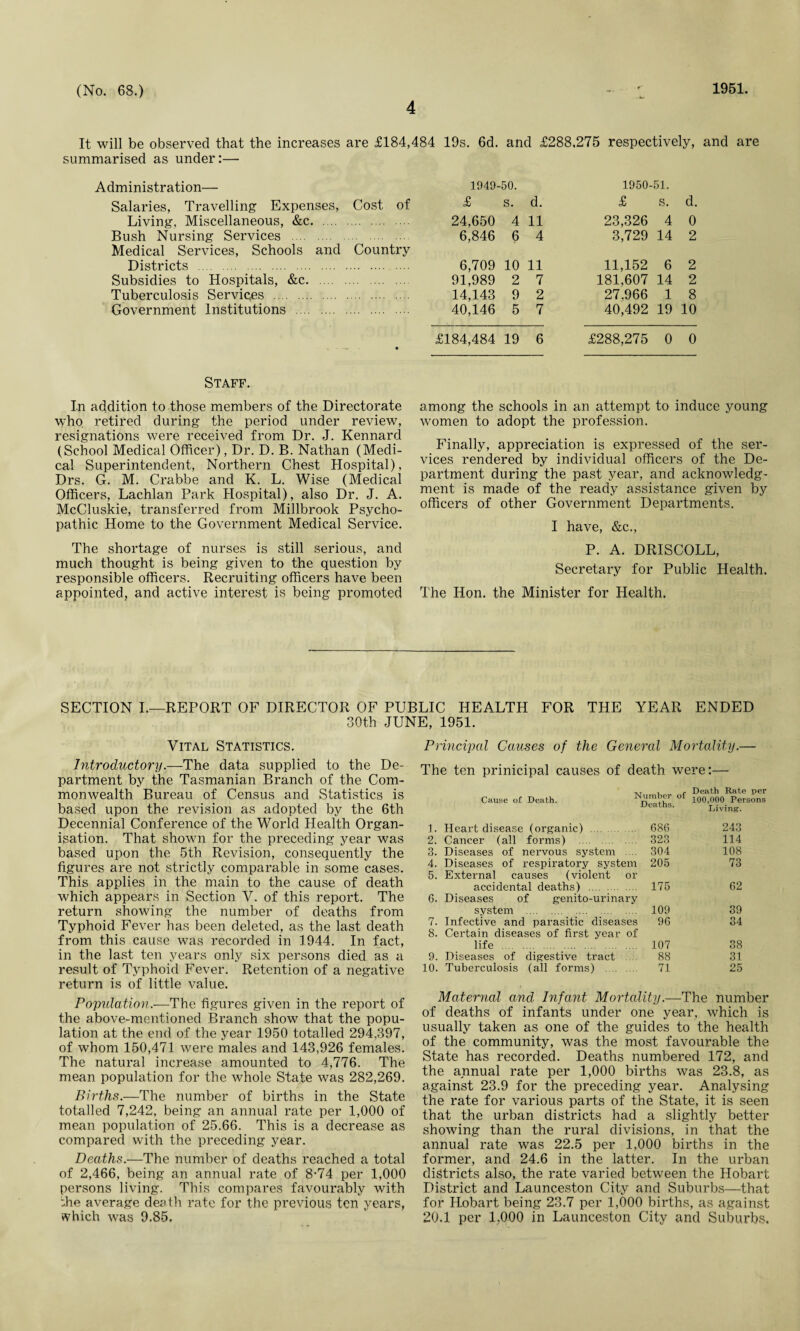 (No. 68.)
1951.
4
It will be observed that the increases are £184,484 19s. 6d. and £288,275 respectively, and are
summarised as under:—
Administration— 1949-50. 1950-51.
Salaries, Travelling Expenses, Cost of £ s. d. £ s. d.
Living, Miscellaneous, &c. .... .... .... .... 24,650 4 11 23,326 4 0
Bush Nursing Services .... .... .... .... .... 6,846 6 4 3,729 14 2
Medical Services, Schools and Country
Districts .... .... .... .... .... .... .... .... 6,709 10 11 11,152 6 2
Subsidies to Hospitals, &c. .... .... .... .... 91,989 2 7 181,607 14 2
Tuberculosis Services .... .... .... .... .... .... 14,143 9 2 27,966 1 8
Government Institutions .... .... .... .... .... 40,146 5 7 40,492 19 10
£184,484 19 6 £288,275 0 0
STAFF.
In addition to those members of the Directorate
who retired during the period under review,
resignations were received from Dr. J. Kennard
(School Medical Officer), Dr. D. B. Nathan (Medi-
cal Superintendent, Northern Chest Hospital),
Drs. G. M. Crabbe and K. L. Wise (Medical
Officers, Lachlan Park Hospital), also Dr. J. A.
McCluskie, transferred from Millbrook Psycho-
pathic Home to the Government Medical Service.
The shortage of nurses is still serious, and
much thought is being given to the question by
responsible officers. Recruiting officers have been
appointed, and active interest is being promoted
among the schools in an attempt to induce young
women to adopt the profession.
Finally, appreciation is expressed of the ser-
vices rendered by individual officers of the De-
partment during the past year, and acknowledg-
ment is made of the ready assistance given by
officers of other Government Departments.
I have, &c.,
P. A. DRISCOLL,
Secretary for Public Health.
The Hon. the Minister for Health.
SECTION I.—REPORT OF DIRECTOR OF PUBLIC HEALTH FOR THE YEAR ENDED
30th JUNE, 1951.
VITAL STATISTICS.
Introductory.—The data supplied to the De-
partment by the Tasmanian Branch of the Com-
monwealth Bureau of Census and Statistics is
based upon the revision as adopted by the 6th
Decennial Conference of the World Health Organ-
isation. That shown for the preceding year was
based upon the 5th Revision, consequently the
figures are not strictly comparable in some cases.
This applies in the main to the cause of death
which appears in Section V. of this report. The
return showing the number of deaths from
Typhoid Fever has been deleted, as the last death
from this cause was recorded in 1944. In fact,
in the last ten years only six persons died as a
result of Typhoid Fever. Retention of a negative
return is of little value.
Population.—The figures given in the report of
the above-mentioned Branch show that the popu-
lation at the end of the year 1950 totalled 294,397,
of whom 150,471 were males and 143,926 females.
The natural increase amounted to 4,776. The
mean population for the whole State was 282,269.
Births.—The number of births in the State
totalled 7,242, being an annual rate per 1,000 of
mean population of 25.66. This is a decrease as
compared with the preceding year.
Deaths.—The number of deaths reached a total
of 2,466, being an annual rate of 8·74 per 1,000
persons living. This compares favourably with
the average death rate for the previous ten years,
which was 9.85.
Principal Causes of the General Mortality.—
The ten prinicipal causes of death were:—
Cause of Death. Number of Deaths. Death Rate per 100,000 Persons Living.
1. Heart disease (organic) .... .... .... 686 243
2. Cancer (all forms) .... .... .... .... 323 114
3. Diseases of nervous system .... 304 108
4. Diseases of respiratory system 205 73
5. External causes (violent or
accidental deaths) .... .... .... 175 62
6. Diseases of genito-urinary
system .... .... .... .... .... 109 39
7. Infective and parasitic diseases 96 34
8. Certain diseases of first year of
life .... .... .... .... .... .... 107 38
9. Diseases of digestive tract .... 88 31
10. Tuberculosis (all forms) .... .... 71 25
Maternal and Infant Mortality.—The number
of deaths of infants under one year, which is
usually taken as one of the guides to the health
of the community, was the most favourable the
State has recorded. Deaths numbered 172, and
the annual rate per 1,000 births was 23.8, as
against 23.9 for the preceding year. Analysing
the rate for various parts of the State, it is seen
that the urban districts had a slightly better
showing than the rural divisions, in that the
annual rate was 22.5 per 1,000 births in the
former, and 24.6 in the latter. In the urban
districts also, the rate varied between the Hobart
District and Launceston City and Suburbs—that
for Hobart being 23.7 per 1,000 births, as against
20.1 per 1,000 in Launceston City and Suburbs.